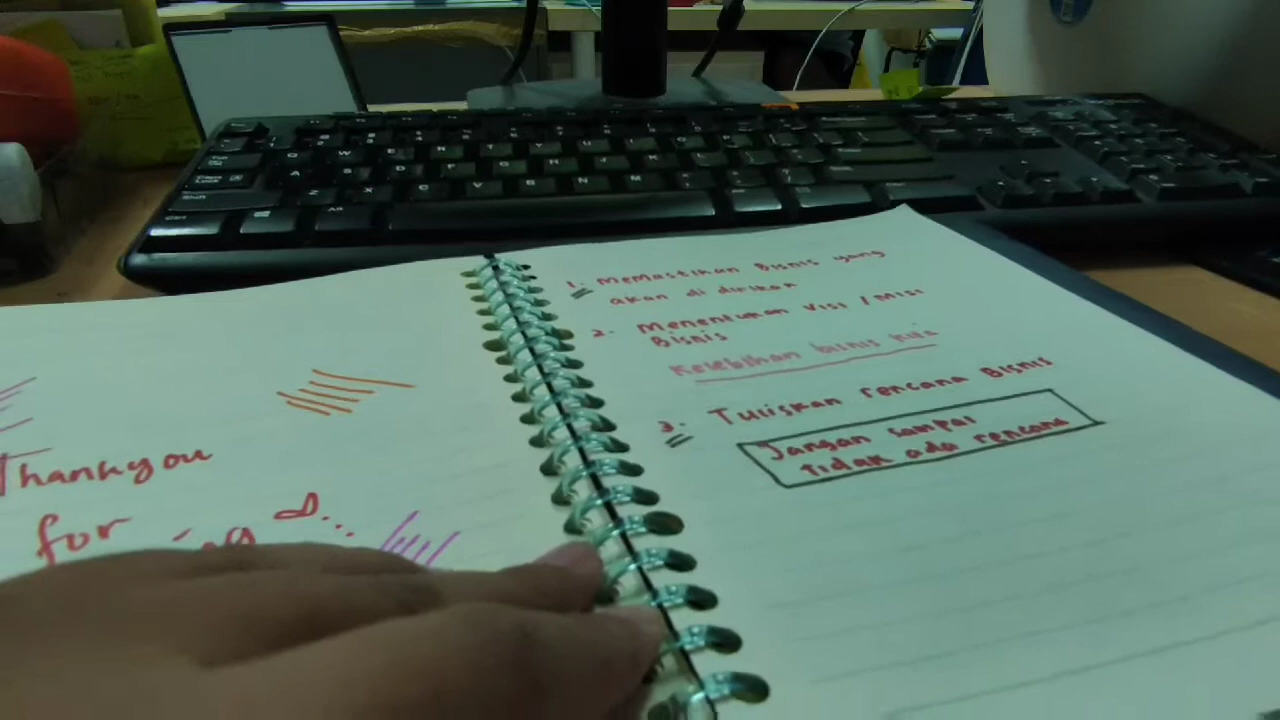 Thankyou
for
1. Memastikan Bisnis yang
akan di dirikan
2. Menentukan Visi / Misi
Bisnis
Kelebihan bisnis kita
3. Tuliskan rencana Bisnis
Jangan sampai
tidak ada rencana